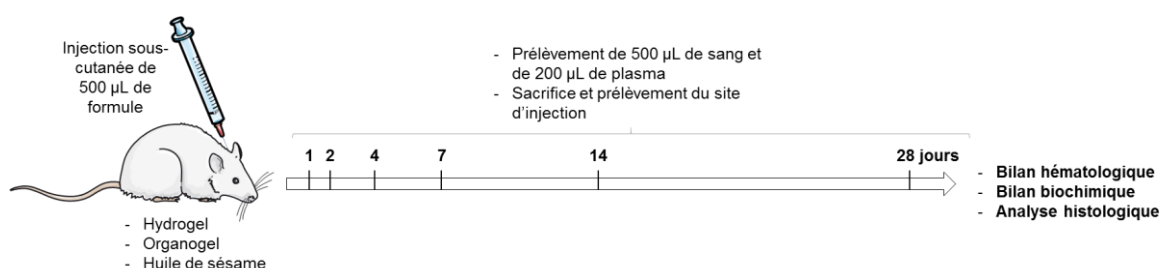 Injection sous-
cutanée de
500 µL de
formule
- Prélèvement de 500 µL de sang et
de 200 µL de plasma
- Sacrifice et prélèvement du site
d'injection
1 2 4 7 14 28 jours
- Hydrogel
- Organogel
- Huile de sésame
- Bilan hématologique
- Bilan biochimique
- Analyse histologique